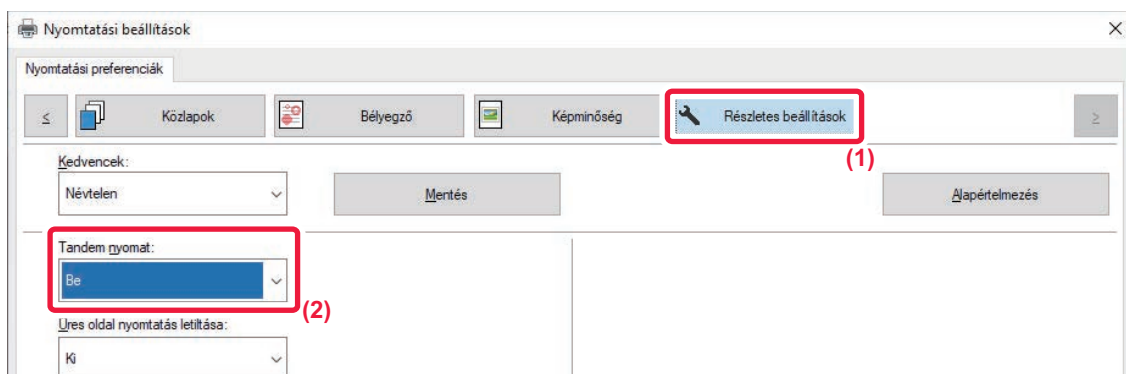 Nyomtatási beállítások
Nyomtatási preferenciák
< Közlapok Bélyegző Képminőség Részletes beállítások >
(1)
Kedvencek:
Névtelen Mentés Alapértelmezés
Tandem nyomat:
Be
(2)
Üres oldal nyomtatás letiltása:
Ki